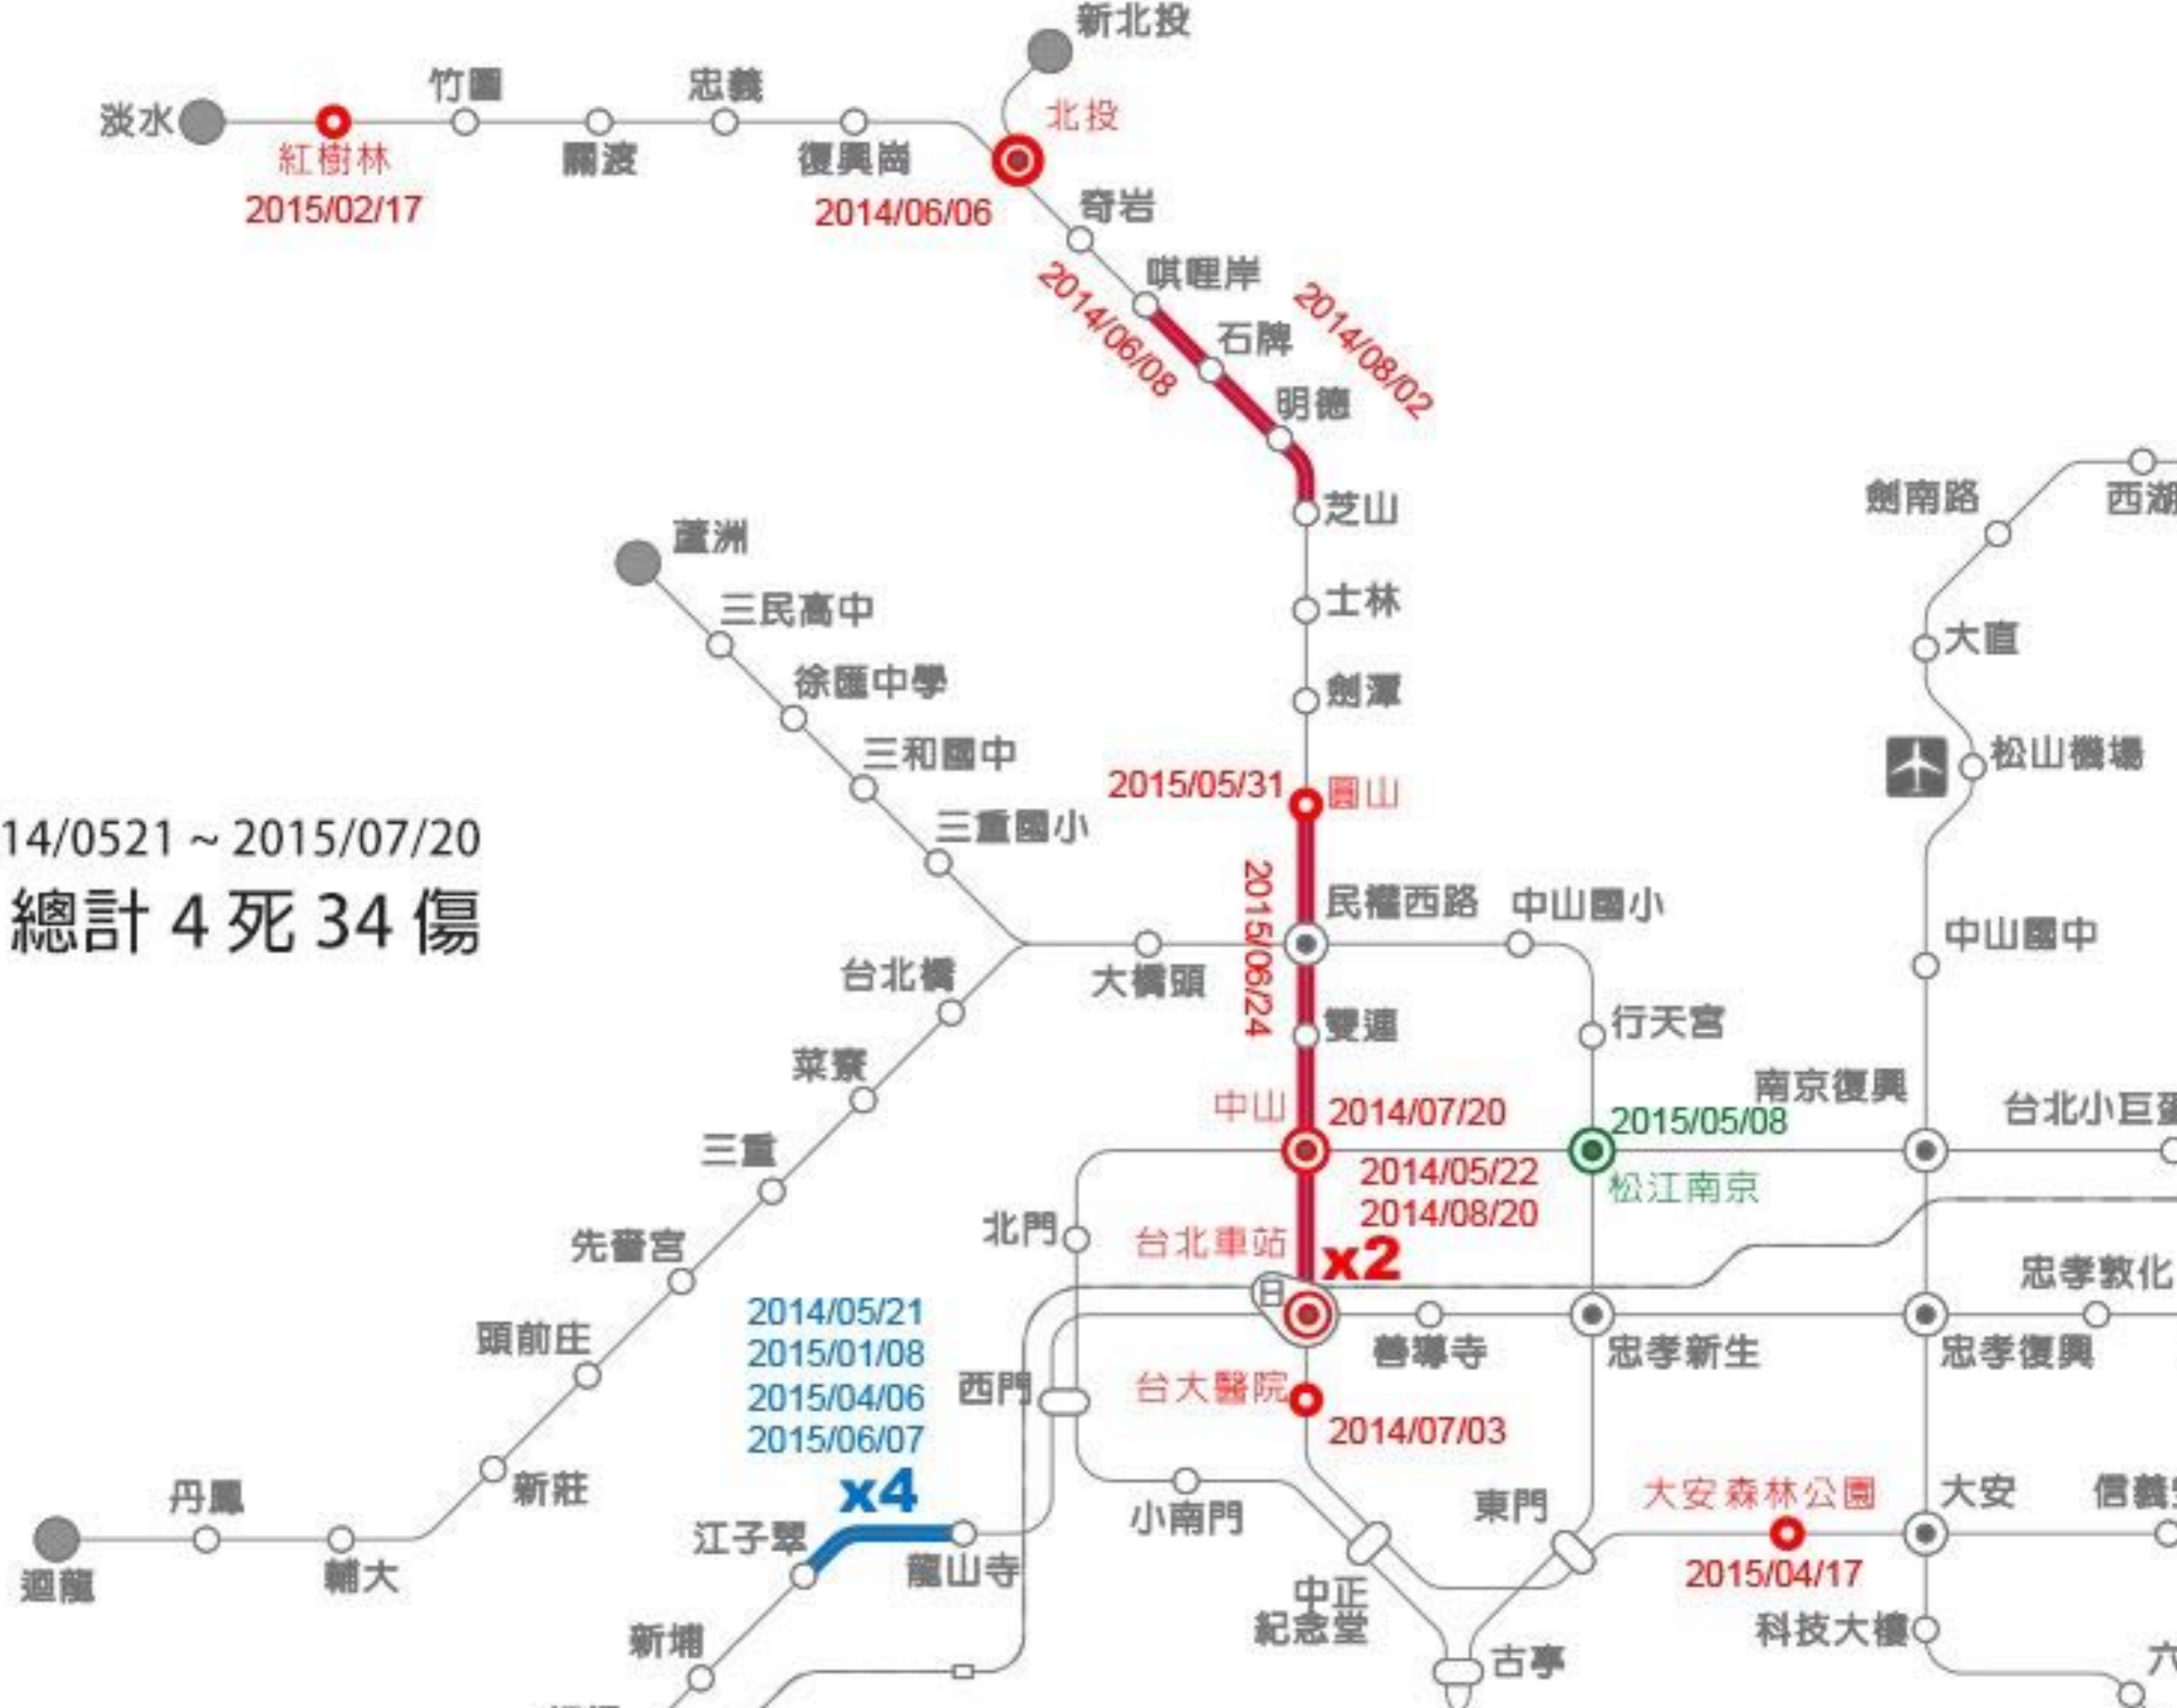 新北投
淡水
竹圍
忠義
北投
紅樹林
關渡
復興崗
2015/02/17
2014/06/06
奇岩
唭哩岸
2014/06/08
2014/08/02
石牌
明德
芝山
劍南路
西湖
蘆洲
三民高中
士林
大直
徐匯中學
劍潭
三和國中
松山機場
2015/05/31
圓山
三重國小
14/0521 ~ 2015/07/20
總計 4 死 34 傷
2015/06/24
民權西路
中山國小
中山國中
台北橋
大橋頭
雙連
行天宮
菜寮
南京復興
中山
2014/07/20
2015/05/08
台北小巨蛋
三重
2014/05/22
松江南京
2014/08/20
北門
台北車站
x2
先嗇宮
日
忠孝敦化
2014/05/21
頭前庄
2015/01/08
善導寺
忠孝新生
忠孝復興
西門
台大醫院
2015/04/06
2015/06/07
2014/07/03
新莊
x4
丹鳳
小南門
東門
大安森林公園
大安
信義安
江子翠
龍山寺
迴龍
輔大
2015/04/17
中正
紀念堂
新埔
古亭
科技大樓
六